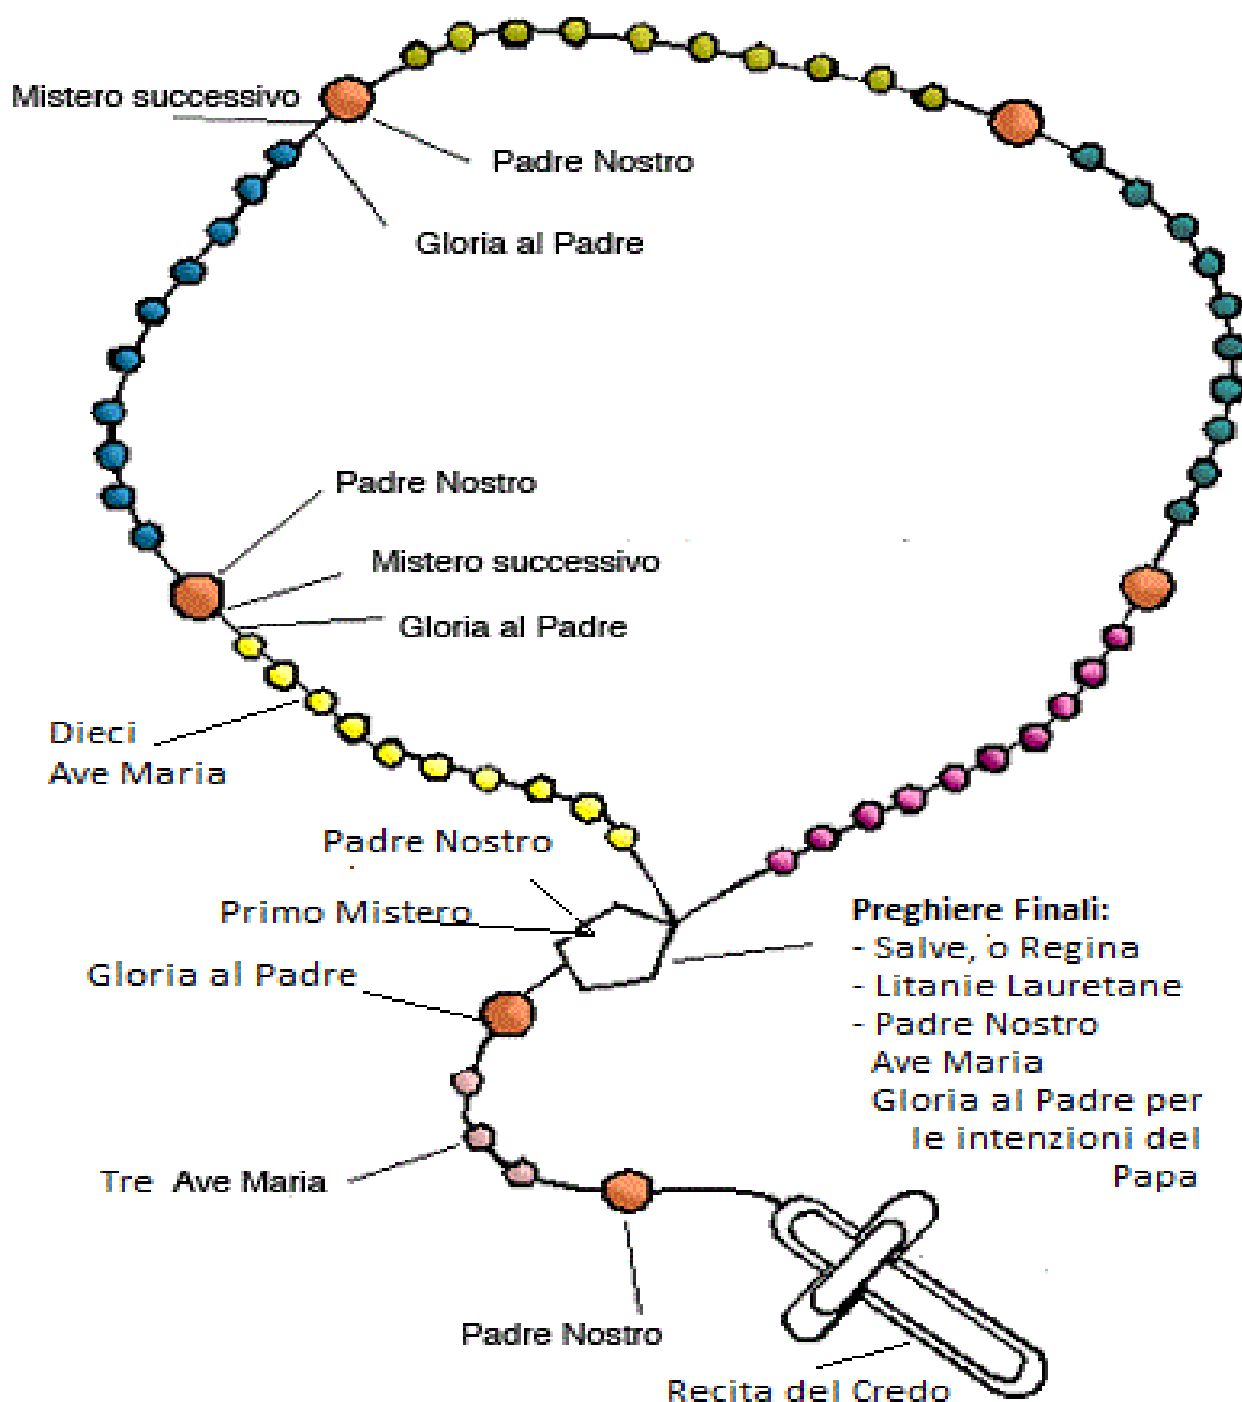 Mistero successivo
Padre Nostro
Gloria al Padre
Padre Nostro
Mistero successivo
Gloria al Padre
Dieci
Ave Maria
Padre Nostro
Primo Mistero
Gloria al Padre
Preghiere Finali:
- Salve, o Regina
- Litanie Lauretane
- Padre Nostro
Ave Maria
Gloria al Padre per
le intenzioni del
Papa
Tre Ave Maria
Padre Nostro
Recita del Credo